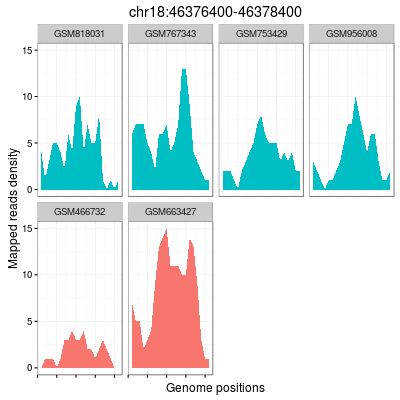 chr18:46376400-46378400
GSM818031 GSM767343 GSM753429 GSM956008
15
10
5
0
GSM466732 GSM663427
15
10
5
0
Mapped reads density
Genome positions